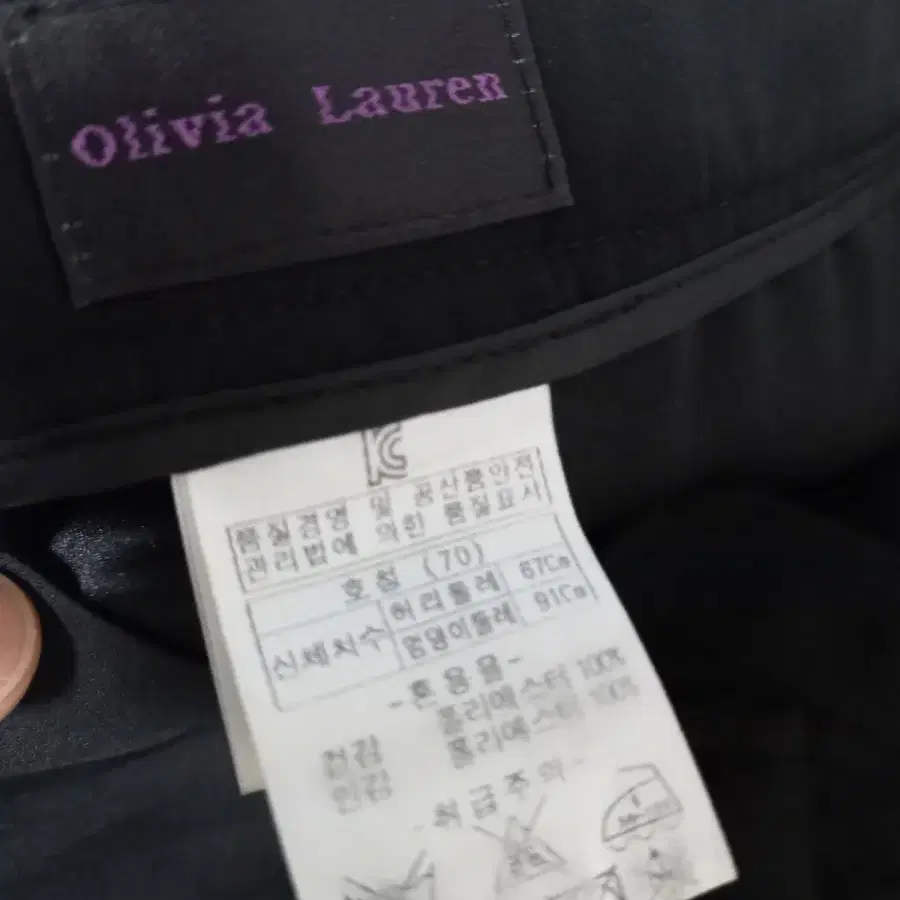 Olivia Lauren
KC
품질경영 및 공산품안전
관리법에 의한 품질표시
호칭 (70)
신체치수 허리둘레 67Cm
엉덩이둘레 91Cm
-혼용율-
겉감 폴리에스터 100%
안감 폴리에스터 100%
-취급주의-